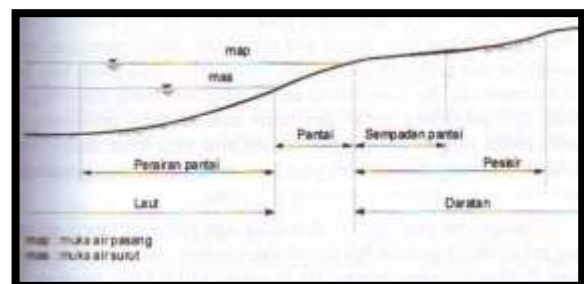 map
mas
Pantai Sempadan pantai
Perairan pantai Pesisir
Laut Daratan
map : muka air pasang
mas : muka air surut